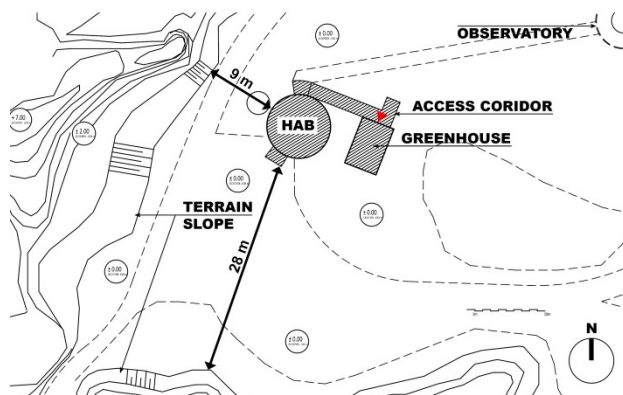 ± 0.00
OBSERVATORY
9 m
+ 7.00
± 2.00
HAB
ACCESS CORIDOR
GREENHOUSE
± 0.00
TERRAIN
SLOPE
± 0.00
28 m
± 0.00
± 0.00
N